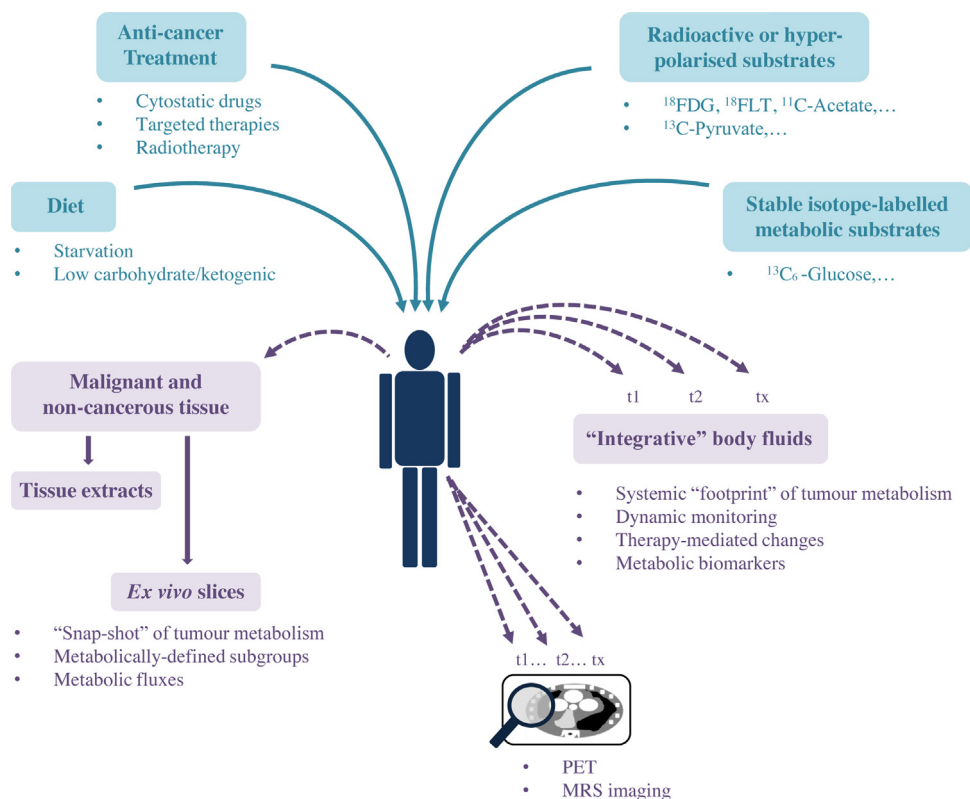 Anti-cancer
Treatment
• Cytostatic drugs
• Targeted therapies
• Radiotherapy
Radioactive or hyper-
polarised substrates
• ¹⁸FDG, ¹⁸FLT, ¹¹C-Acetate,…
• ¹³C-Pyruvate,…
Diet
• Starvation
• Low carbohydrate/ketogenic
Stable isotope-labelled
metabolic substrates
• ¹³C₆-Glucose,…
Malignant and
non-cancerous tissue
Tissue extracts
Ex vivo slices
• “Snap-shot” of tumour metabolism
• Metabolically-defined subgroups
• Metabolic fluxes
t1 t2 tx
“Integrative” body fluids
• Systemic “footprint” of tumour metabolism
• Dynamic monitoring
• Therapy-mediated changes
• Metabolic biomarkers
t1… t2… tx
• PET
• MRS imaging